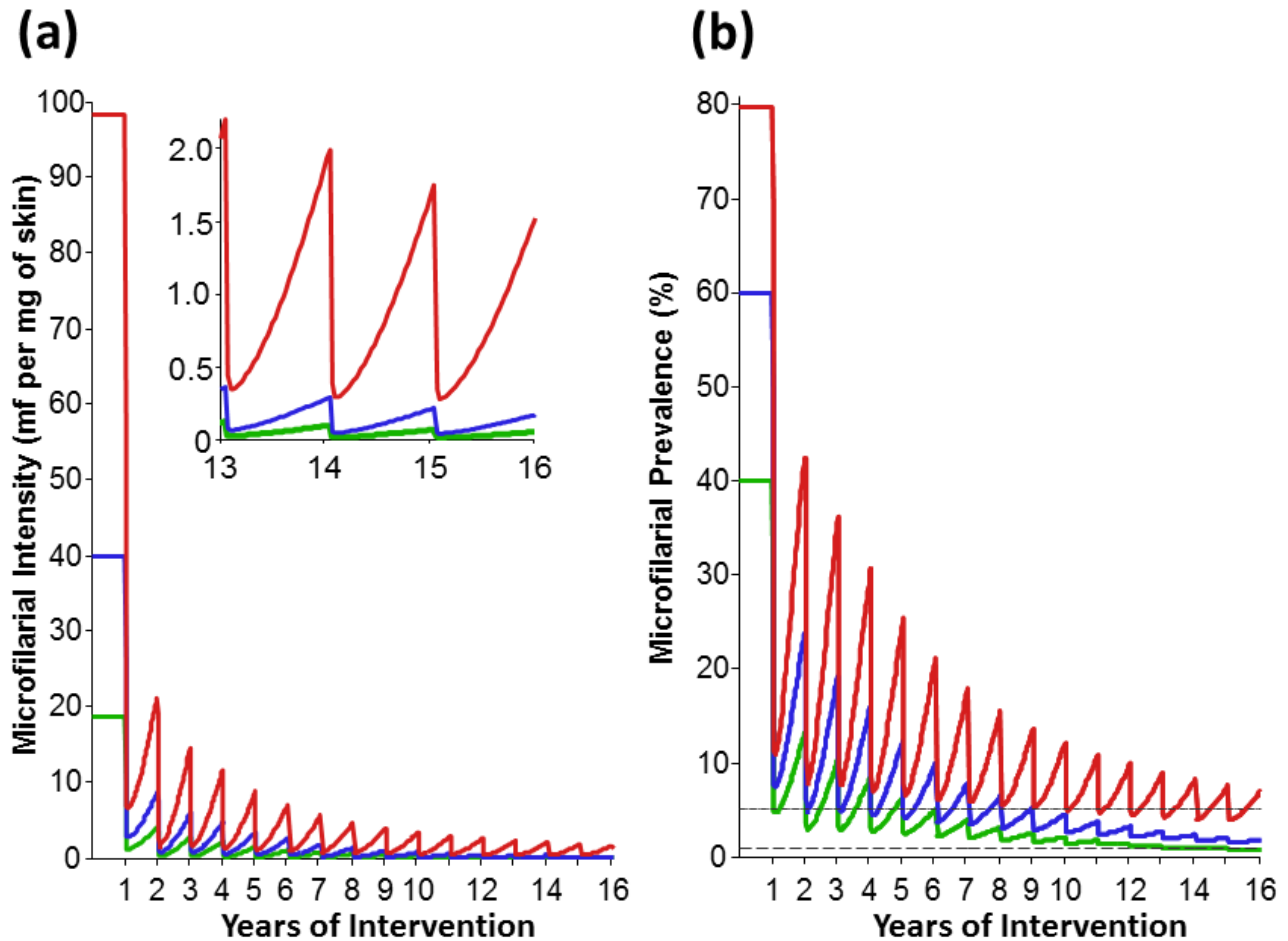 (a)
Microfilarial Intensity (mf per mg of skin)
100
90
80
70
60
50
40
30
20
10
0
2.0
1.5
1.0
0.5
0
13 14 15 16
1 2 3 4 5 6 7 8 9 10 12 14 16
Years of Intervention
(b)
Microfilarial Prevalence (%)
80
70
60
50
40
30
20
10
0
1 2 3 4 5 6 7 8 9 10 12 14 16
Years of Intervention